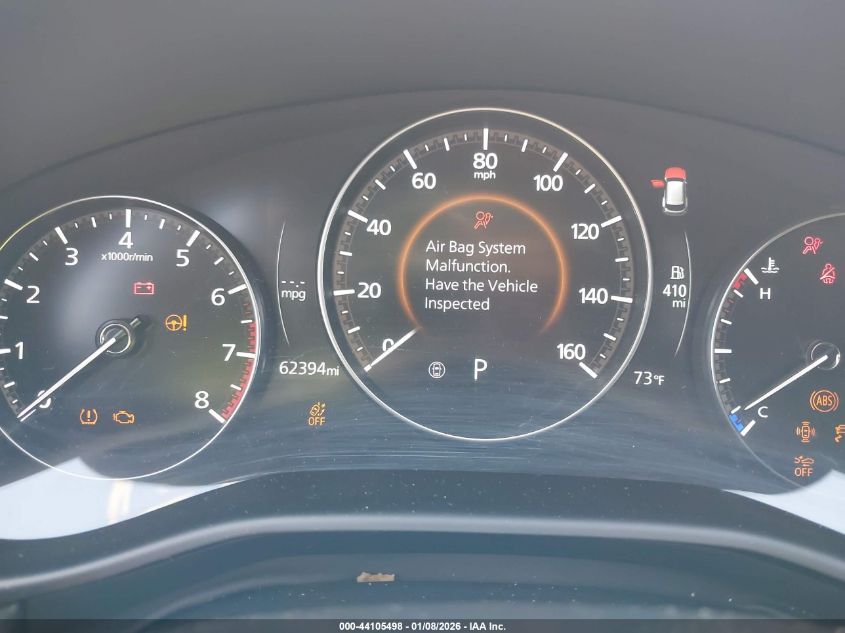 80
mph
60
100
40
120
20
140
0
160
Air Bag System
Malfunction.
Have the Vehicle
Inspected
P
4
x1000r/min
3
5
2
6
1
7
0
8
---
mpg
62394mi
OFF
410
mi
73°F
H
C
ABS
OFF
000-44105498 - 01/08/2026 - IAA Inc.